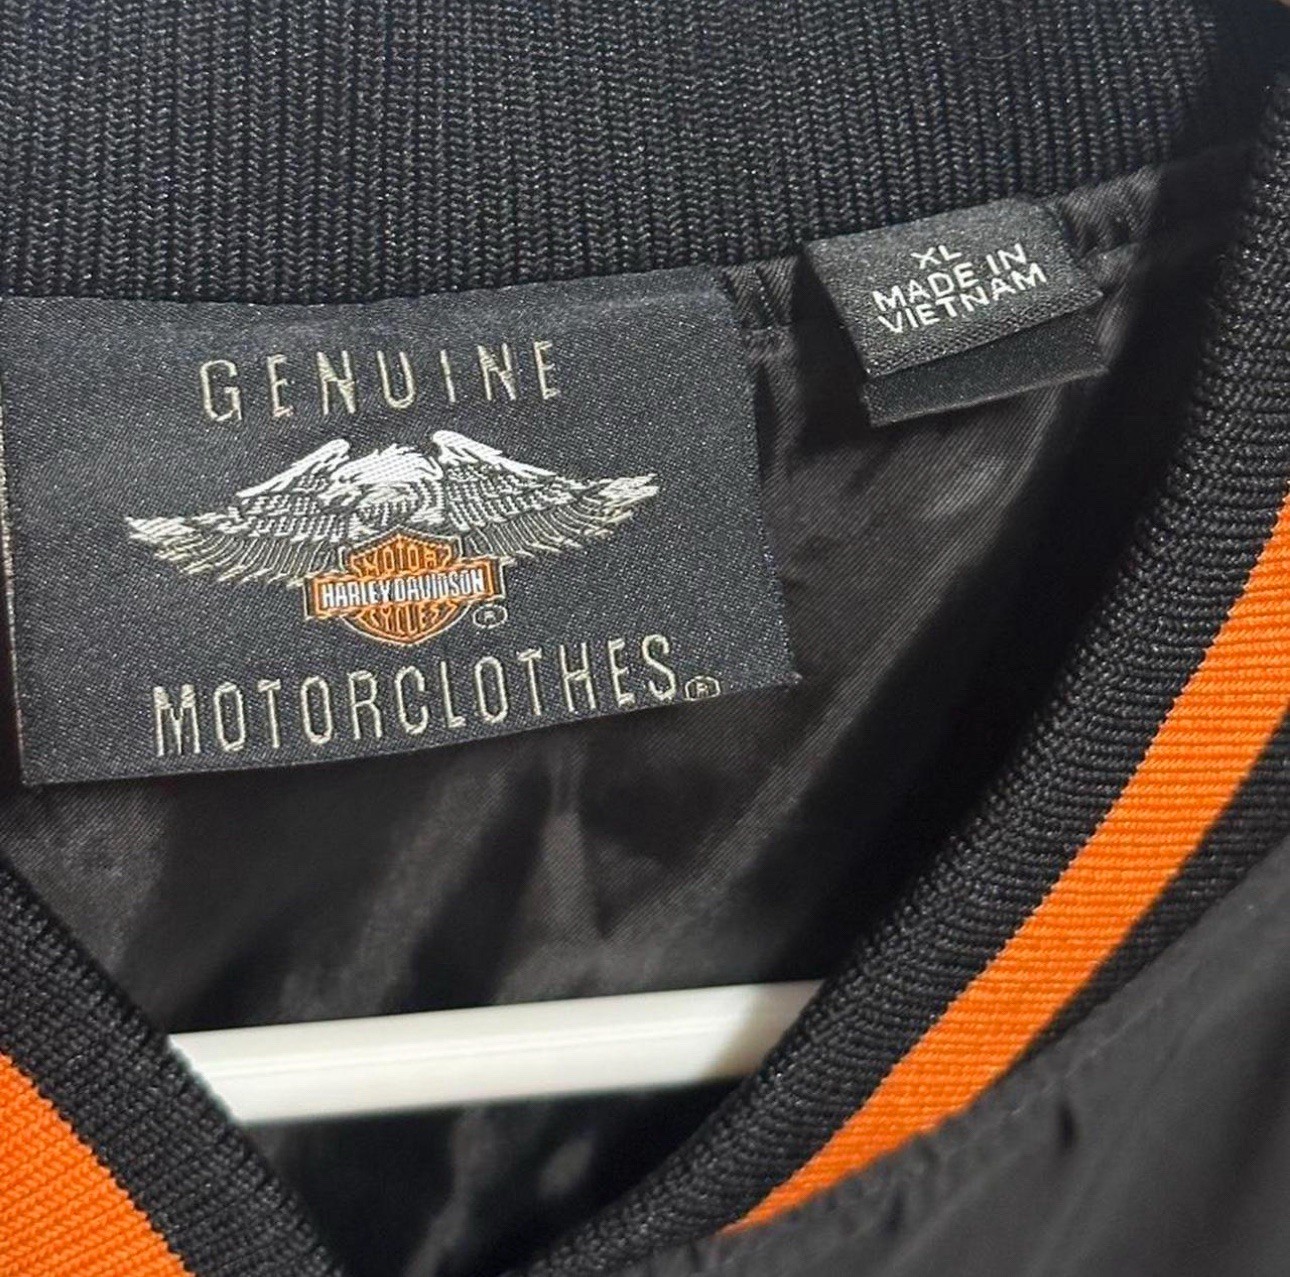 GENUINE
MOTOR
HARLEY-DAVIDSON
CYCLES
®
MOTORCLOTHES®
XL
MADE IN
VIETNAM